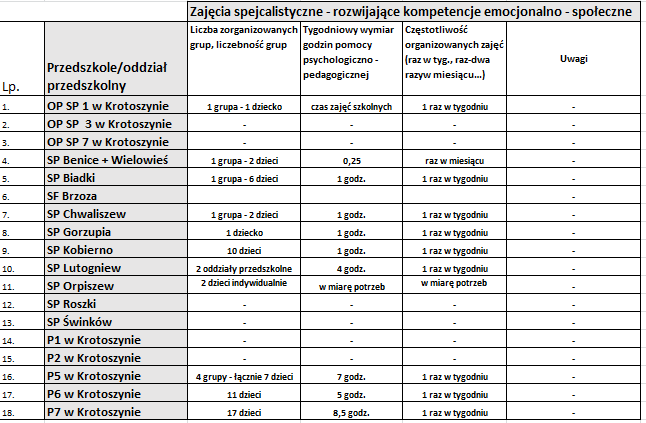 Zajęcia spejcalistyczne - rozwijające kompetencje emocjonalno - społeczne
Lp. Przedszkole/oddział przedszkolny Liczba zorganizowanych grup, liczebność grup Tygodniowy wymiar godzin pomocy psychologiczno - pedagogicznej Częstotliwość organizowanych zajęć (raz w tyg., raz-dwa razyw miesiącu...) Uwagi
1. OP SP 1 w Krotoszynie 1 grupa - 1 dziecko czas zajęć szkolnych 1 raz w tygodniu -
2. OP SP 3 w Krotoszynie - - - -
3. OP SP 7 w Krotoszynie - - - -
4. SP Benice + Wielowieś 1 grupa - 2 dzieci 0,25 raz w miesiącu -
5. SP Biadki 1 grupa - 6 dzieci 1 godz. 1 raz w tygodniu -
6. SF Brzoza -
7. SP Chwaliszew 1 grupa - 2 dzieci 1 godz. 1 raz w tygodniu -
8. SP Gorzupia 1 dziecko 1 godz. 1 raz w tygodniu -
9. SP Kobierno 10 dzieci 1 godz. 1 raz w tygodniu -
10. SP Lutogniew 2 oddziały przedszkolne 4 godz. 1 raz w tygodniu -
11. SP Orpiszew 2 dzieci indywidualnie w miarę potrzeb w miarę potrzeb -
12. SP Roszki - - - -
13. SP Świnków - - - -
14. P1 w Krotoszynie - - - -
15. P2 w Krotoszynie - - - -
16. P5 w Krotoszynie 4 grupy - łącznie 7 dzieci 7 godz. 1 raz w tygodniu -
17. P6 w Krotoszynie 11 dzieci 5 godz. 1 raz w tygodniu -
18. P7 w Krotoszynie 17 dzieci 8,5 godz. 1 raz w tygodniu -